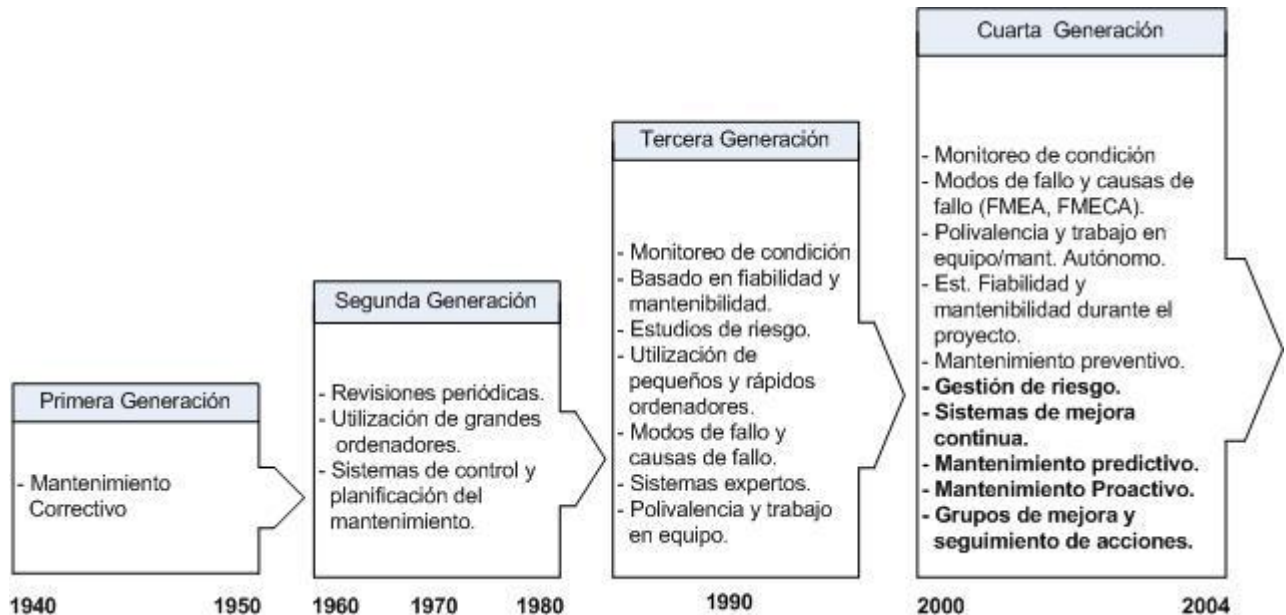 Primera Generación
- Mantenimiento
Correctivo
1940
1950
Segunda Generación
- Revisiones periódicas.
- Utilización de grandes
ordenadores.
- Sistemas de control y
planificación del
mantenimiento.
1960
1970
1980
Tercera Generación
- Monitoreo de condición
- Basado en fiabilidad y
mantenibilidad.
- Estudios de riesgo.
- Utilización de
pequeños y rápidos
ordenadores.
- Modos de fallo y
causas de fallo.
- Sistemas expertos.
- Polivalencia y trabajo
en equipo.
1990
Cuarta Generación
- Monitoreo de condición
- Modos de fallo y causas de
fallo (FMEA, FMECA).
- Polivalencia y trabajo en
equipo/mant. Autónomo.
- Est. Fiabilidad y
mantenibilidad durante el
proyecto.
- Mantenimiento preventivo.
- Gestión de riesgo.
- Sistemas de mejora
continua.
- Mantenimiento predictivo.
- Mantenimiento Proactivo.
- Grupos de mejora y
seguimiento de acciones.
2000
2004